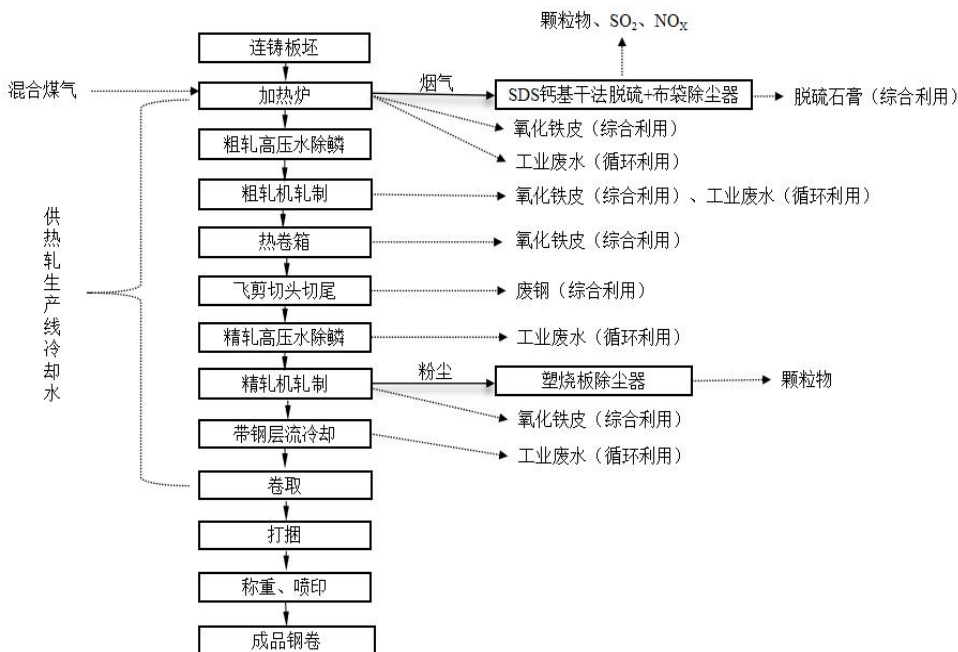 颗粒物、SO₂、NOX
连铸板坯
混合煤气
加热炉
烟气
SDS钙基干法脱硫+布袋除尘器
脱硫石膏（综合利用）
氧化铁皮（综合利用）
粗轧高压水除鳞
工业废水（循环利用）
粗轧机轧制
氧化铁皮（综合利用）、工业废水（循环利用）
供热轧生产线冷却水
热卷箱
氧化铁皮（综合利用）
飞剪切头切尾
废钢（综合利用）
精轧高压水除鳞
工业废水（循环利用）
精轧机轧制
粉尘
塑烧板除尘器
颗粒物
氧化铁皮（综合利用）
带钢层流冷却
工业废水（循环利用）
卷取
打捆
称重、喷印
成品钢卷